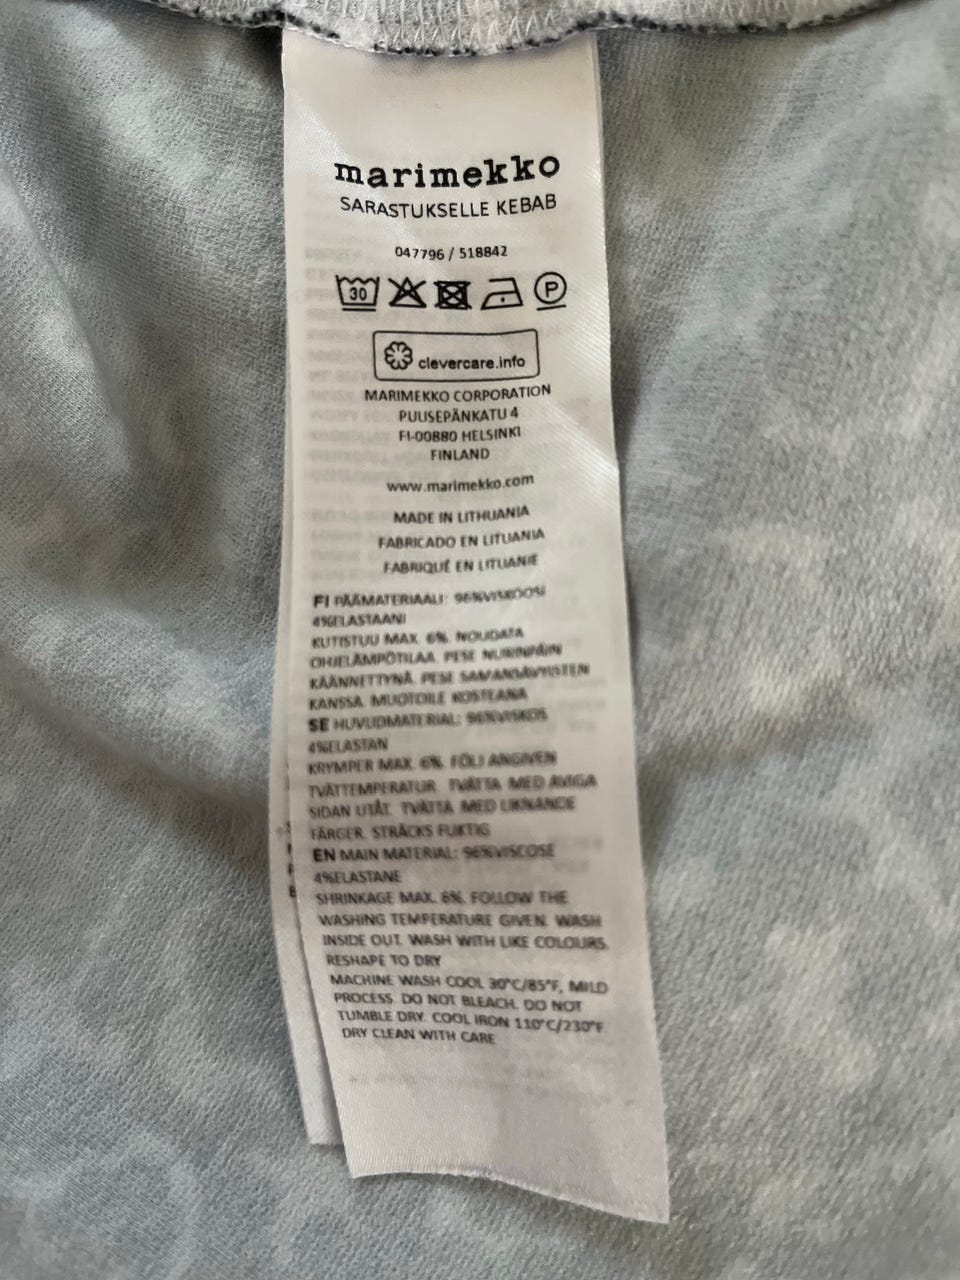 marimekko
SARASTUKSELLE KEBAB
047796 / 518842
30
P
clevercare.info
MARIMEKKO CORPORATION
PUUSEPÄNKATU 4
FI-00880 HELSINKI
FINLAND
www.marimekko.com
MADE IN LITHUANIA
FABRICADO EN LITUANIA
FABRIQUÉ EN LITUANIE
FI PÄÄMATERIAALI: 96%VISKOOSI
4%ELASTAANI
KUTISTUU MAX. 6%. NOUDATA
OHJELÄMPÖTILAA. PESE NURINPÄIN
KÄÄNNETTYNÄ. PESE SAMANSÄVYISTEN
KANSSA. MUOTOILE KOSTEANA
SE HUVUDMATERIAL: 96%VISKOS
4%ELASTAN
KRYMPER MAX. 6%. FÖLJ ANGIVEN
TVÄTTEMPERATUR. TVÄTTA MED AVIGA
SIDAN UTÅT. TVÄTTA MED LIKNANDE
FÄRGER. STRÄCKS FUKTIG
EN MAIN MATERIAL: 96%VISCOSE
4%ELASTANE
SHRINKAGE MAX. 6%. FOLLOW THE
WASHING TEMPERATURE GIVEN. WASH
INSIDE OUT. WASH WITH LIKE COLOURS.
RESHAPE TO DRY
MACHINE WASH COOL 30°C/85°F, MILD
PROCESS. DO NOT BLEACH. DO NOT
TUMBLE DRY. COOL IRON 110°C/230°F
DRY CLEAN WITH CARE